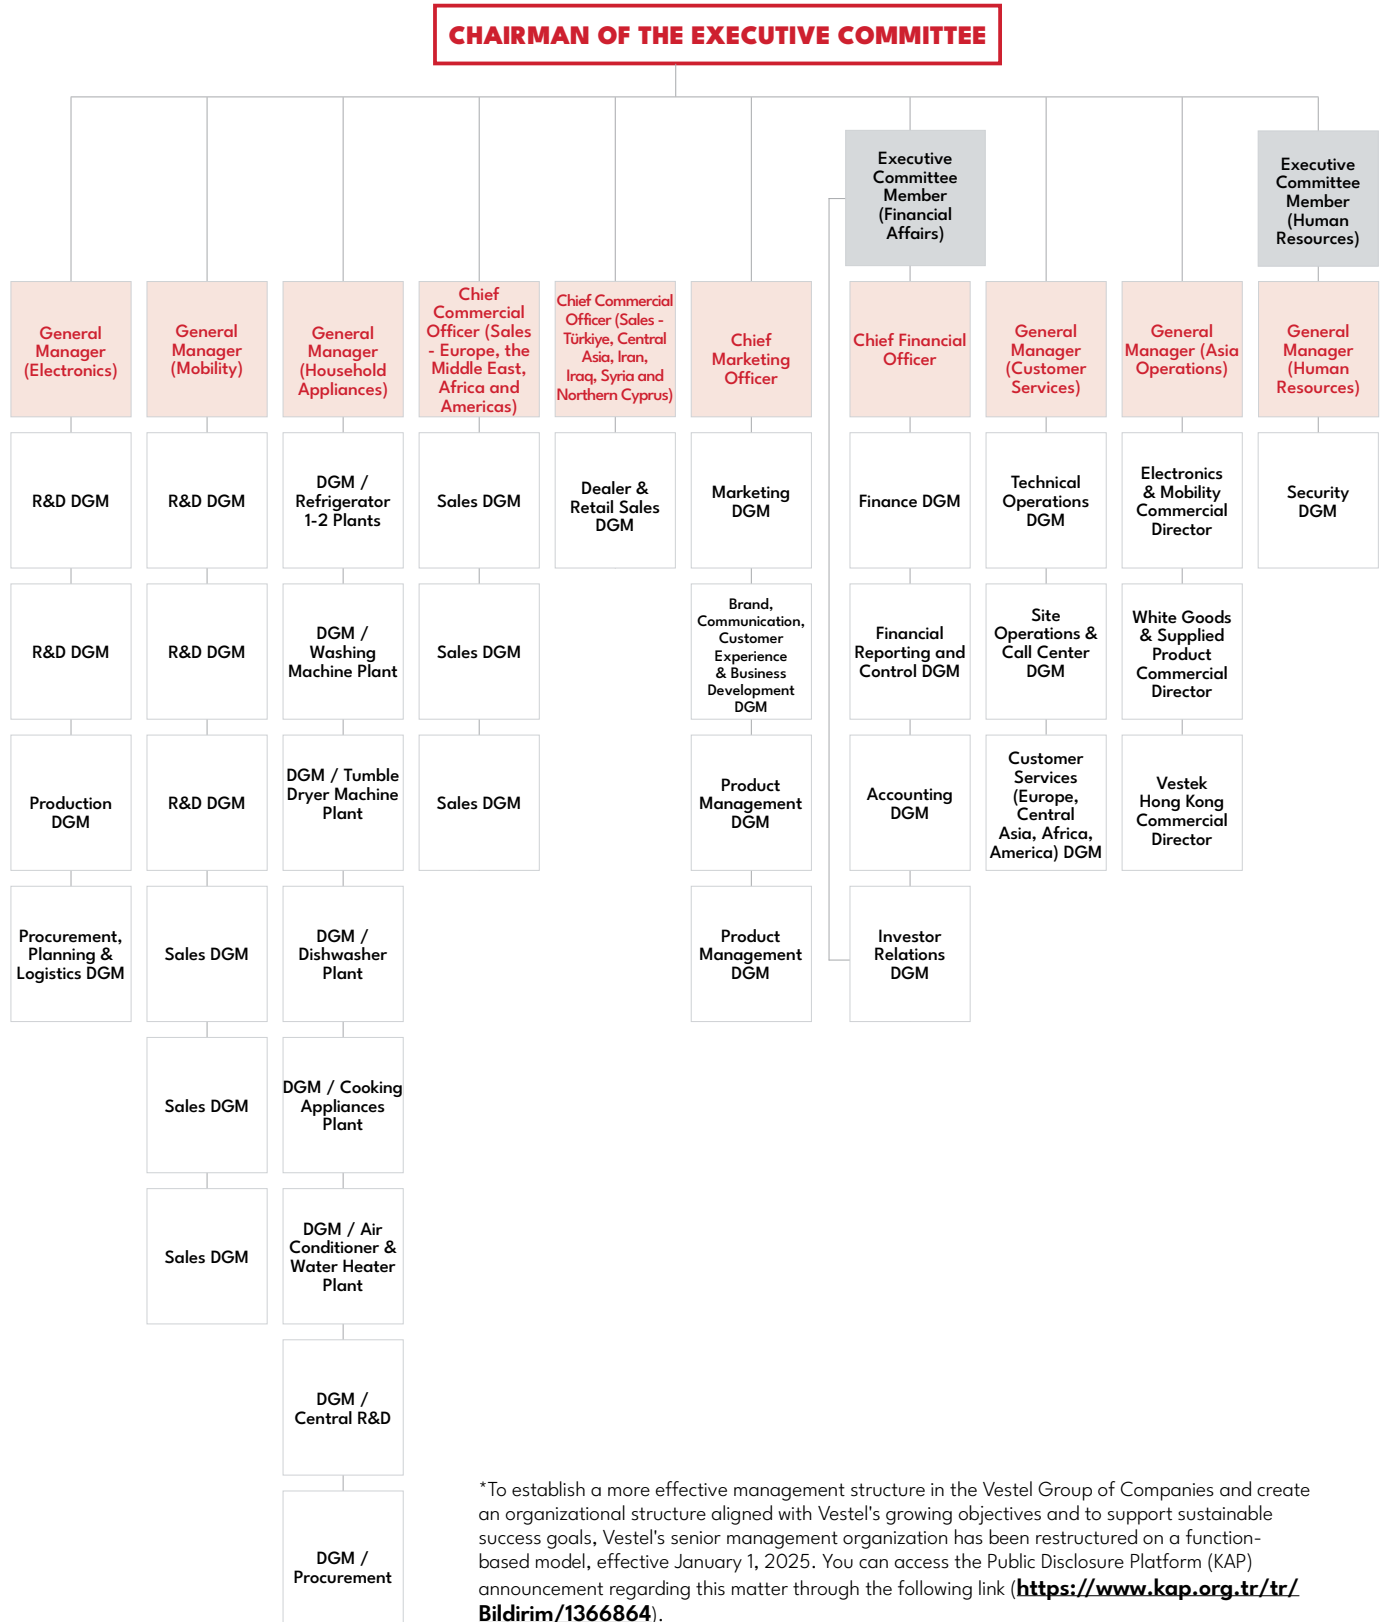 CHAIRMAN OF THE EXECUTIVE COMMITTEE
Executive
Committee
Member
(Financial
Affairs)
Executive
Committee
Member
(Human
Resources)
General
Manager
(Electronics)
General
Manager
(Mobility)
General
Manager
(Household
Appliances)
Chief
Commercial
Officer (Sales
- Europe, the
Middle East,
Africa and
Americas)
Chief Commercial
Officer (Sales -
Türkiye, Central
Asia, Iran,
Iraq, Syria and
Northern Cyprus)
Chief
Marketing
Officer
Chief Financial
Officer
General
Manager
(Customer
Services)
General
Manager (Asia
Operations)
General
Manager
(Human
Resources)
R&D DGM
R&D DGM
DGM /
Refrigerator
1-2 Plants
Sales DGM
Dealer &
Retail Sales
DGM
Marketing
DGM
Finance DGM
Technical
Operations
DGM
Electronics
& Mobility
Commercial
Director
Security
DGM
R&D DGM
R&D DGM
DGM /
Washing
Machine Plant
Sales DGM
Brand,
Communication,
Customer
Experience
& Business
Development
DGM
Financial
Reporting and
Control DGM
Site
Operations &
Call Center
DGM
White Goods
& Supplied
Product
Commercial
Director
Production
DGM
R&D DGM
DGM / Tumble
Dryer Machine
Plant
Sales DGM
Product
Management
DGM
Accounting
DGM
Customer
Services
(Europe,
Central
Asia, Africa,
America) DGM
Vestek
Hong Kong
Commercial
Director
Procurement,
Planning &
Logistics DGM
Sales DGM
DGM /
Dishwasher
Plant
Product
Management
DGM
Investor
Relations
DGM
Sales DGM
DGM / Cooking
Appliances
Plant
Sales DGM
DGM / Air
Conditioner &
Water Heater
Plant
DGM /
Central R&D
DGM /
Procurement
*To establish a more effective management structure in the Vestel Group of Companies and create
an organizational structure aligned with Vestel's growing objectives and to support sustainable
success goals, Vestel's senior management organization has been restructured on a function-
based model, effective January 1, 2025. You can access the Public Disclosure Platform (KAP)
announcement regarding this matter through the following link (https://www.kap.org.tr/tr/
Bildirim/1366864).